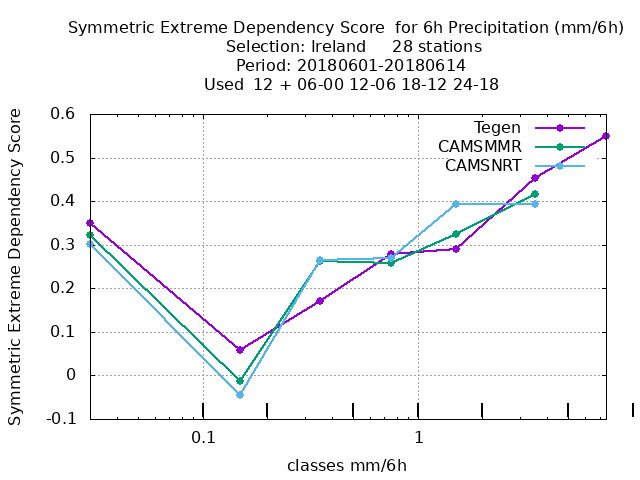 Symmetric Extreme Dependency Score  for 6h Precipitation (mm/6h)
Selection: Ireland     28 stations
Period: 20180601-20180614
Used  12 + 06-00 12-06 18-12 24-18
Symmetric Extreme Dependency Score
0.6
0.5
0.4
0.3
0.2
0.1
0
-0.1
Tegen
CAMSMMR
CAMSNRT
0.1
1
classes mm/6h